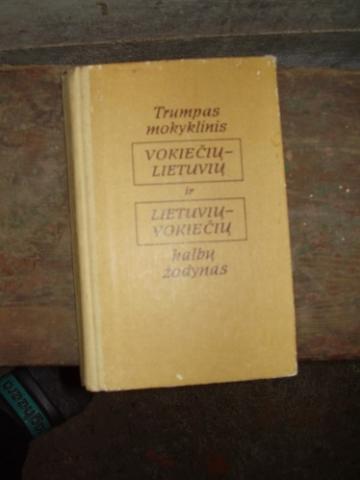 Trumpas
mokyklinis
VOKIEČIŲ–
LIETUVIŲ
ir
LIETUVIŲ–
VOKIEČIŲ
kalbų
žodynas